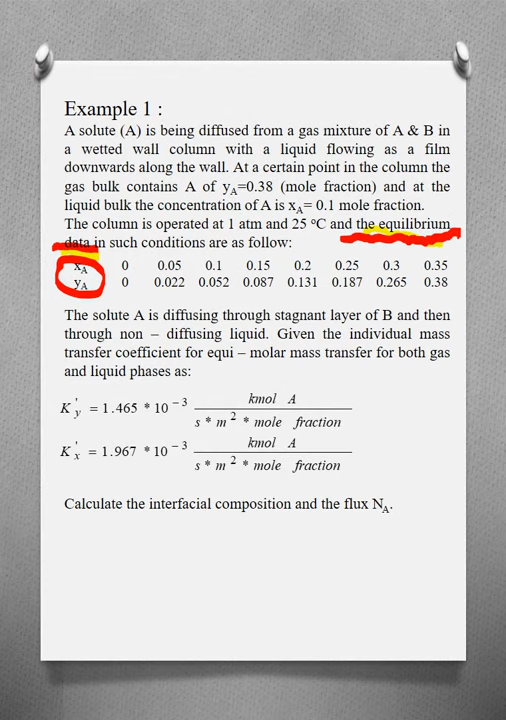 Example 1 :
A solute (A) is being diffused from a gas mixture of A & B in
a wetted wall column with a liquid flowing as a film
downwards along the wall. At a certain point in the column the
gas bulk contains A of yA=0.38 (mole fraction) and at the
liquid bulk the concentration of A is xA= 0.1 mole fraction.
The column is operated at 1 atm and 25 °C and the equilibrium
data in such conditions are as follow:
xA 0 0.05 0.1 0.15 0.2 0.25 0.3 0.35
yA 0 0.022 0.052 0.087 0.131 0.187 0.265 0.38
The solute A is diffusing through stagnant layer of B and then
through non – diffusing liquid. Given the individual mass
transfer coefficient for equi – molar mass transfer for both gas
and liquid phases as:
K'y = 1.465 * 10 −3 kmol A
s * m 2 * mole fraction
K'x = 1.967 * 10 −3 kmol A
s * m 2 * mole fraction
Calculate the interfacial composition and the flux NA.